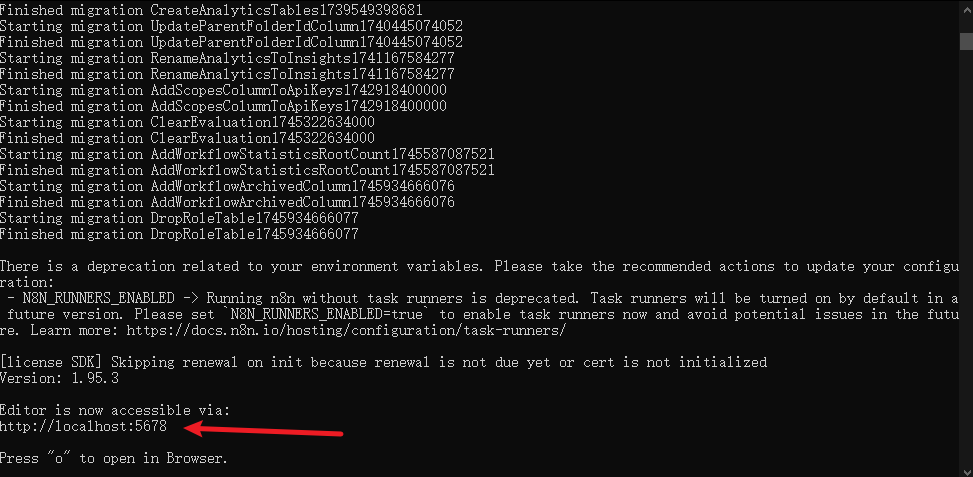 Finished migration CreateAnalyticsTables1739549398681
Starting migration UpdateParentFolderIdColumn1740445074052
Finished migration UpdateParentFolderIdColumn1740445074052
Starting migration RenameAnalyticsToInsights1741167584277
Finished migration RenameAnalyticsToInsights1741167584277
Starting migration AddScopesColumnToApiKeys1742918400000
Finished migration AddScopesColumnToApiKeys1742918400000
Starting migration ClearEvaluation1745322634000
Finished migration ClearEvaluation1745322634000
Starting migration AddWorkflowStatisticsRootCount1745587087521
Finished migration AddWorkflowStatisticsRootCount1745587087521
Starting migration AddWorkflowArchivedColumn1745934666076
Finished migration AddWorkflowArchivedColumn1745934666076
Starting migration DropRoleTable1745934666077
Finished migration DropRoleTable1745934666077
There is a deprecation related to your environment variables. Please take the recommended actions to update your configu
ration:
 - N8N_RUNNERS_ENABLED -> Running n8n without task runners is deprecated. Task runners will be turned on by default in a
 future version. Please set `N8N_RUNNERS_ENABLED=true` to enable task runners now and avoid potential issues in the futu
re. Learn more: https://docs.n8n.io/hosting/configuration/task-runners/
[license SDK] Skipping renewal on init because renewal is not due yet or cert is not initialized
Version: 1.95.3
Editor is now accessible via:
http://localhost:5678
Press "o" to open in Browser.